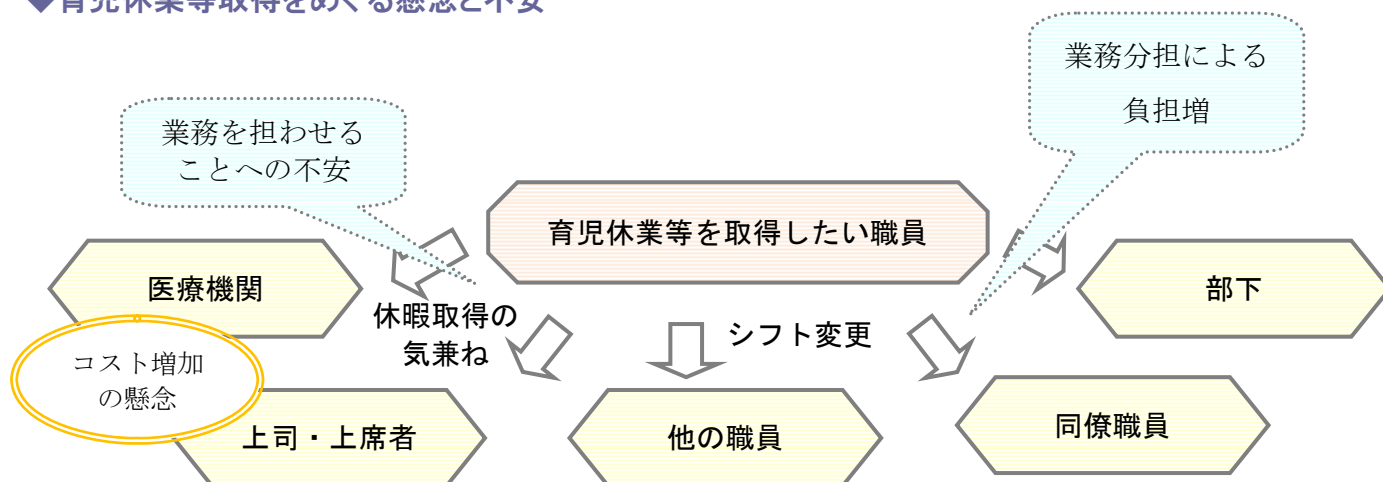 ◆育児休業等取得をめぐる懸念と不安
業務分担による
負担増
業務を担わせる
ことへの不安
育児休業等を取得したい職員
医療機関
部下
休暇取得の
気兼ね
シフト変更
コスト増加
の懸念
上司・上席者
他の職員
同僚職員